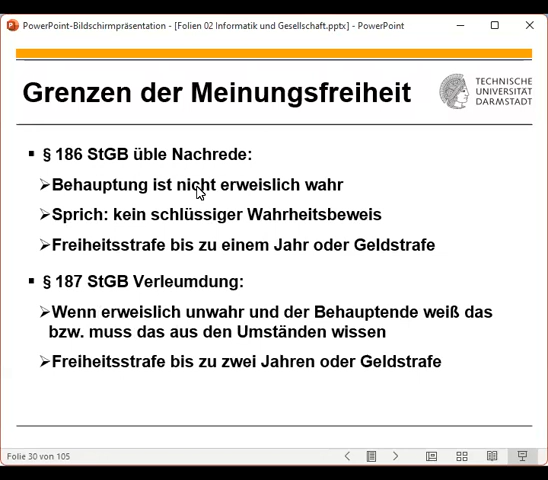 PowerPoint-Bildschirmpräsentation - [Folien 02 Informatik und Gesellschaft.pptx] - PowerPoint
Grenzen der Meinungsfreiheit
TECHNISCHE
UNIVERSITÄT
DARMSTADT
▪ § 186 StGB üble Nachrede:
➢Behauptung ist nicht erweislich wahr
➢Sprich: kein schlüssiger Wahrheitsbeweis
➢Freiheitsstrafe bis zu einem Jahr oder Geldstrafe
▪ § 187 StGB Verleumdung:
➢Wenn erweislich unwahr und der Behauptende weiß das
bzw. muss das aus den Umständen wissen
➢Freiheitsstrafe bis zu zwei Jahren oder Geldstrafe
Folie 30 von 105